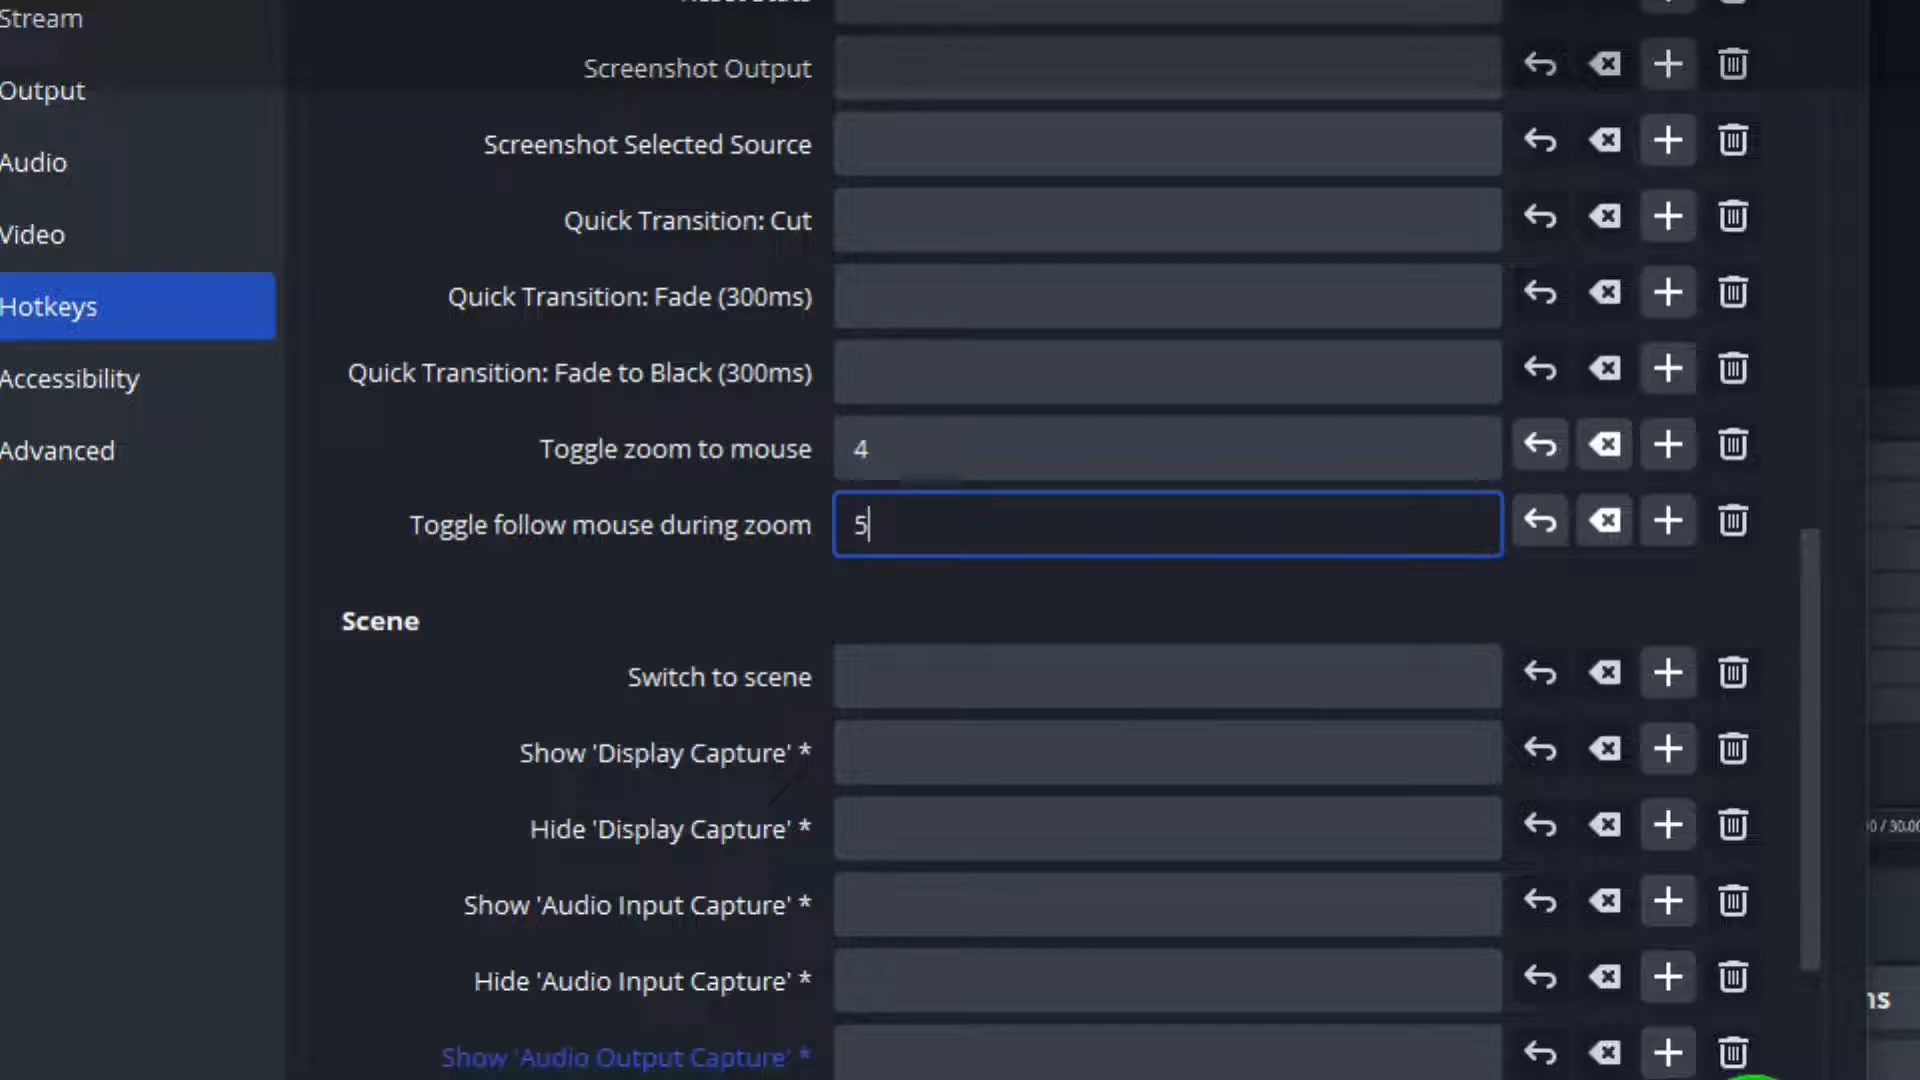 Stream
Output
Audio
Video
Hotkeys
Accessibility
Advanced
Screenshot Output
Screenshot Selected Source
Quick Transition: Cut
Quick Transition: Fade (300ms)
Quick Transition: Fade to Black (300ms)
Toggle zoom to mouse 4
Toggle follow mouse during zoom 5
Scene
Switch to scene
Show 'Display Capture' *
Hide 'Display Capture' *
Show 'Audio Input Capture' *
Hide 'Audio Input Capture' *
Show 'Audio Output Capture' *